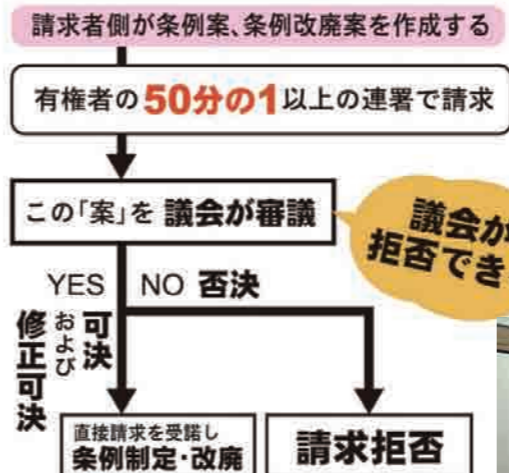 請求者側が条例案、条例改廃案を作成する
有権者の50分の1以上の連署で請求
この「案」を 議会が審議
議会が
拒否でき
YES
NO 否決
可決
および
修正可決
直接請求を受諾し
条例制定・改廃
請求拒否